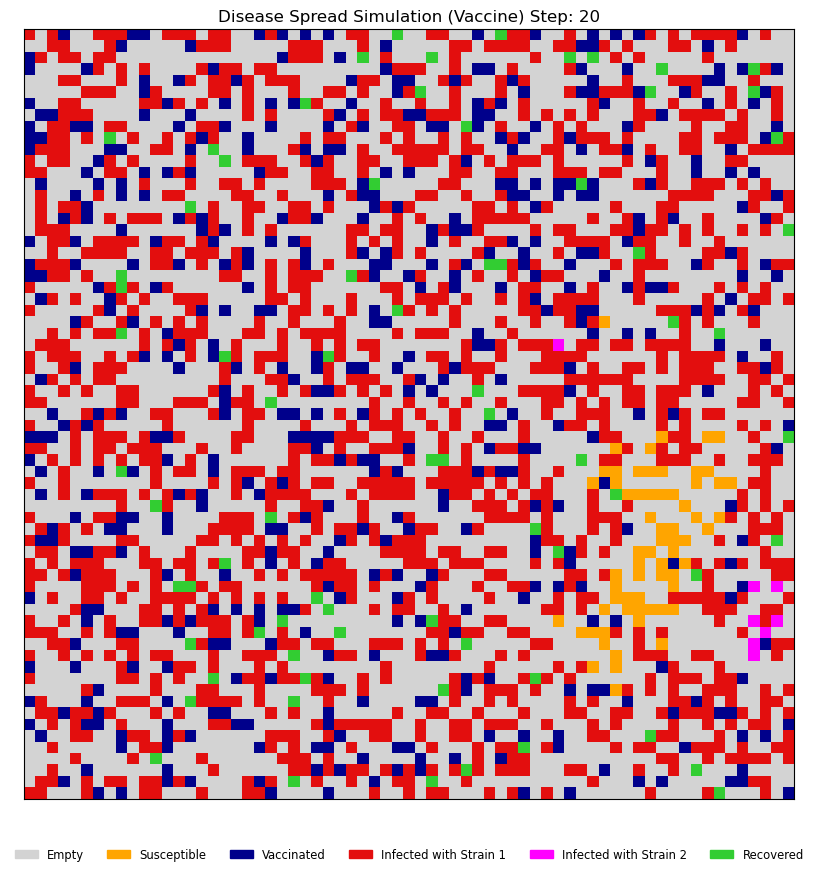 Disease Spread Simulation (Vaccine) Step: 20
Empty
Susceptible
Vaccinated
Infected with Strain 1
Infected with Strain 2
Recovered